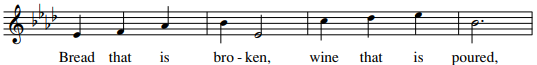 Bread that is bro - ken, wine that is poured,